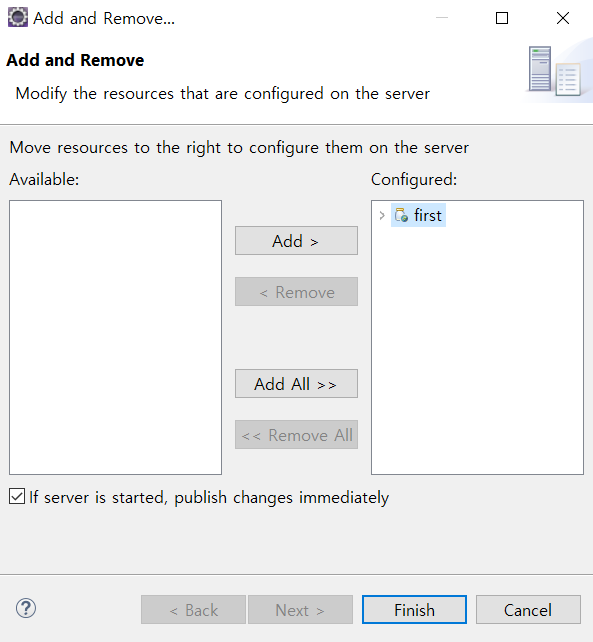 Add and Remove...
Add and Remove
Modify the resources that are configured on the server
Move resources to the right to configure them on the server
Available:
Configured:
first
Add >
< Remove
Add All >>
<< Remove All
If server is started, publish changes immediately
< Back
Next >
Finish
Cancel